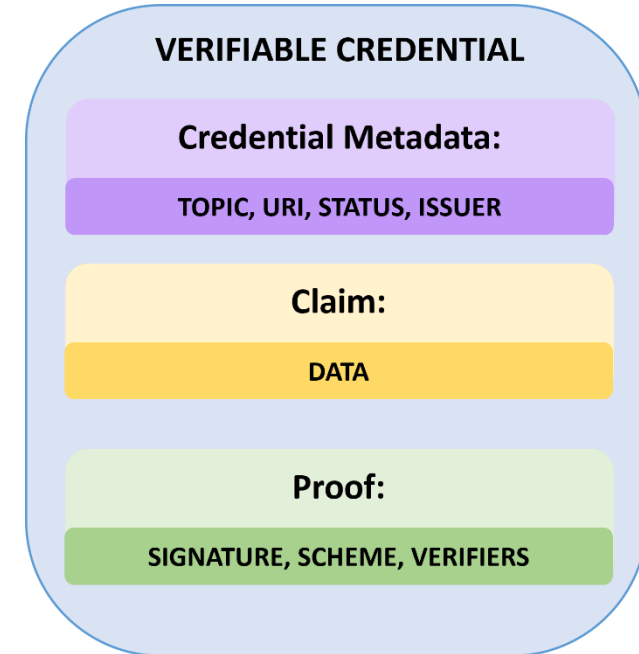 VERIFIABLE CREDENTIAL
Credential Metadata:
TOPIC, URI, STATUS, ISSUER
Claim:
DATA
Proof:
SIGNATURE, SCHEME, VERIFIERS